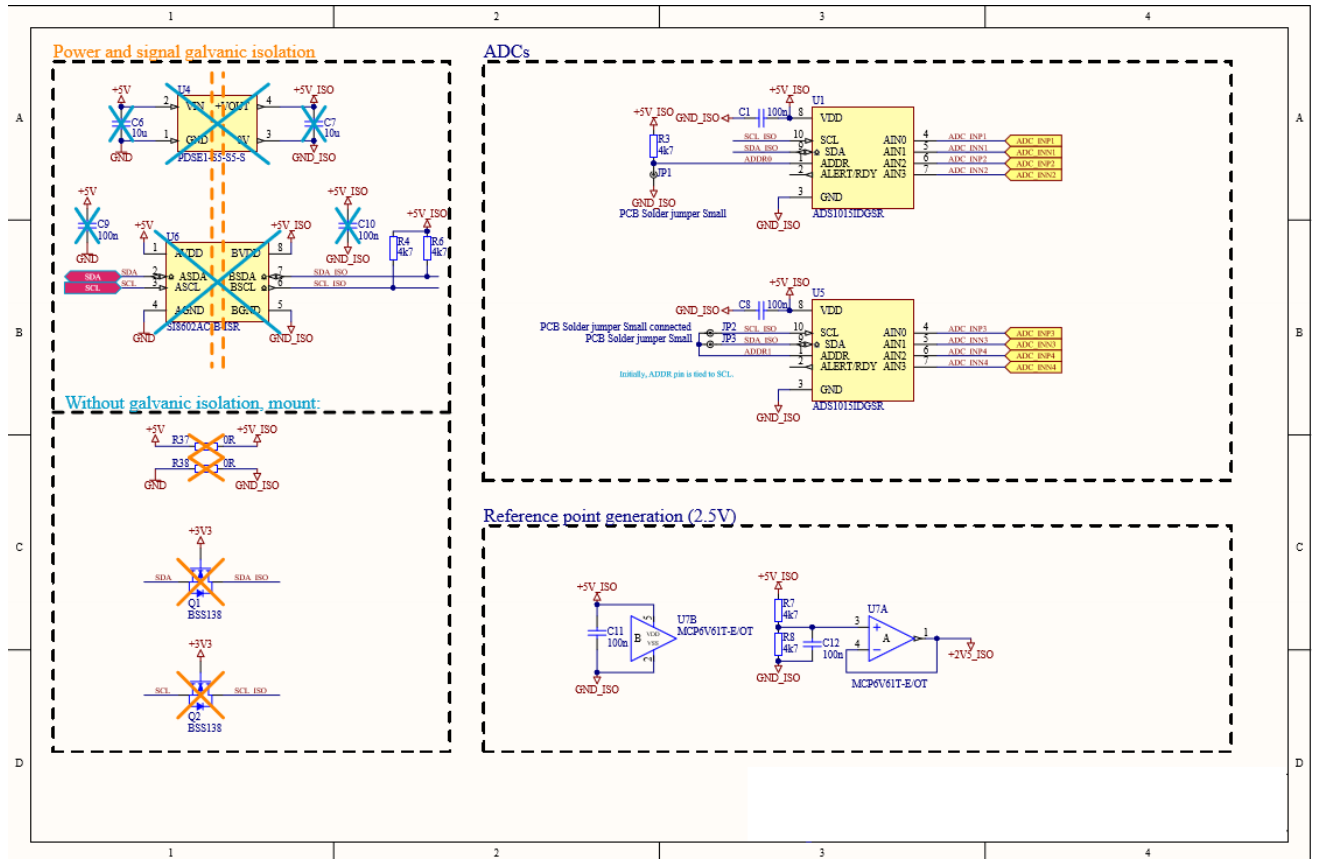 1 2 3 4
A
B
C
D
Power and signal galvanic isolation
+5V
U4
+5V_ISO
2 VIN +VOUT 4
C6
10u
C7
10u
1 GND 0V 3
GND
PDSE1-S5-S5-S
GND_ISO
+5V
C9
100n
GND
+5V
U6
+5V_ISO
+5V_ISO
C10
100n
GND_ISO
+5V_ISO
R4
4k7
R6
4k7
1 AVDD BVDD 8
SDA SDA 2 ASDA BSDA 7 SDA_ISO
SCL SCL 3 ASCL BSCL 6 SCL_ISO
4 AGND BGND 5
GND
SI8602AC-B-ISR
GND_ISO
Without galvanic isolation, mount:
+5V R37 0R +5V_ISO
GND R38 0R GND_ISO
+3V3
SDA SDA_ISO
Q1
BSS138
+3V3
SCL SCL_ISO
Q2
BSS138
ADCs
+5V_ISO
R3
4k7
JP1
GND_ISO
PCB Solder jumper Small
+5V_ISO
GND_ISO C1 100n
U1
8 VDD
SCL_ISO 10 SCL AIN0 4 ADC_INP1 ADC_INP1
SDA_ISO 9 SDA AIN1 5 ADC_INN1 ADC_INN1
ADDR0 1 ADDR AIN2 6 ADC_INP2 ADC_INP2
2 ALERT/RDY AIN3 7 ADC_INN2 ADC_INN2
3 GND
GND_ISO
ADS1015IDGSR
+5V_ISO
GND_ISO C8 100n
U5
8 VDD
PCB Solder jumper Small connected JP2 SCL_ISO 10 SCL AIN0 4 ADC_INP3 ADC_INP3
PCB Solder jumper Small JP3 SDA_ISO 9 SDA AIN1 5 ADC_INN3 ADC_INN3
ADDR1 1 ADDR AIN2 6 ADC_INP4 ADC_INP4
2 ALERT/RDY AIN3 7 ADC_INN4 ADC_INN4
Initially, ADDR pin is tied to SCL.
3 GND
GND_ISO
ADS1015IDGSR
Reference point generation (2.5V)
+5V_ISO
C11
100n
GND_ISO
5
B VDD
VSS
2
U7B
MCP6V61T-E/OT
+5V_ISO
R7
4k7
R8
4k7
C12
100n
GND_ISO
U7A
3 + A 1
4 -
+2V5_ISO
MCP6V61T-E/OT
A
B
C
D
1 2 3 4